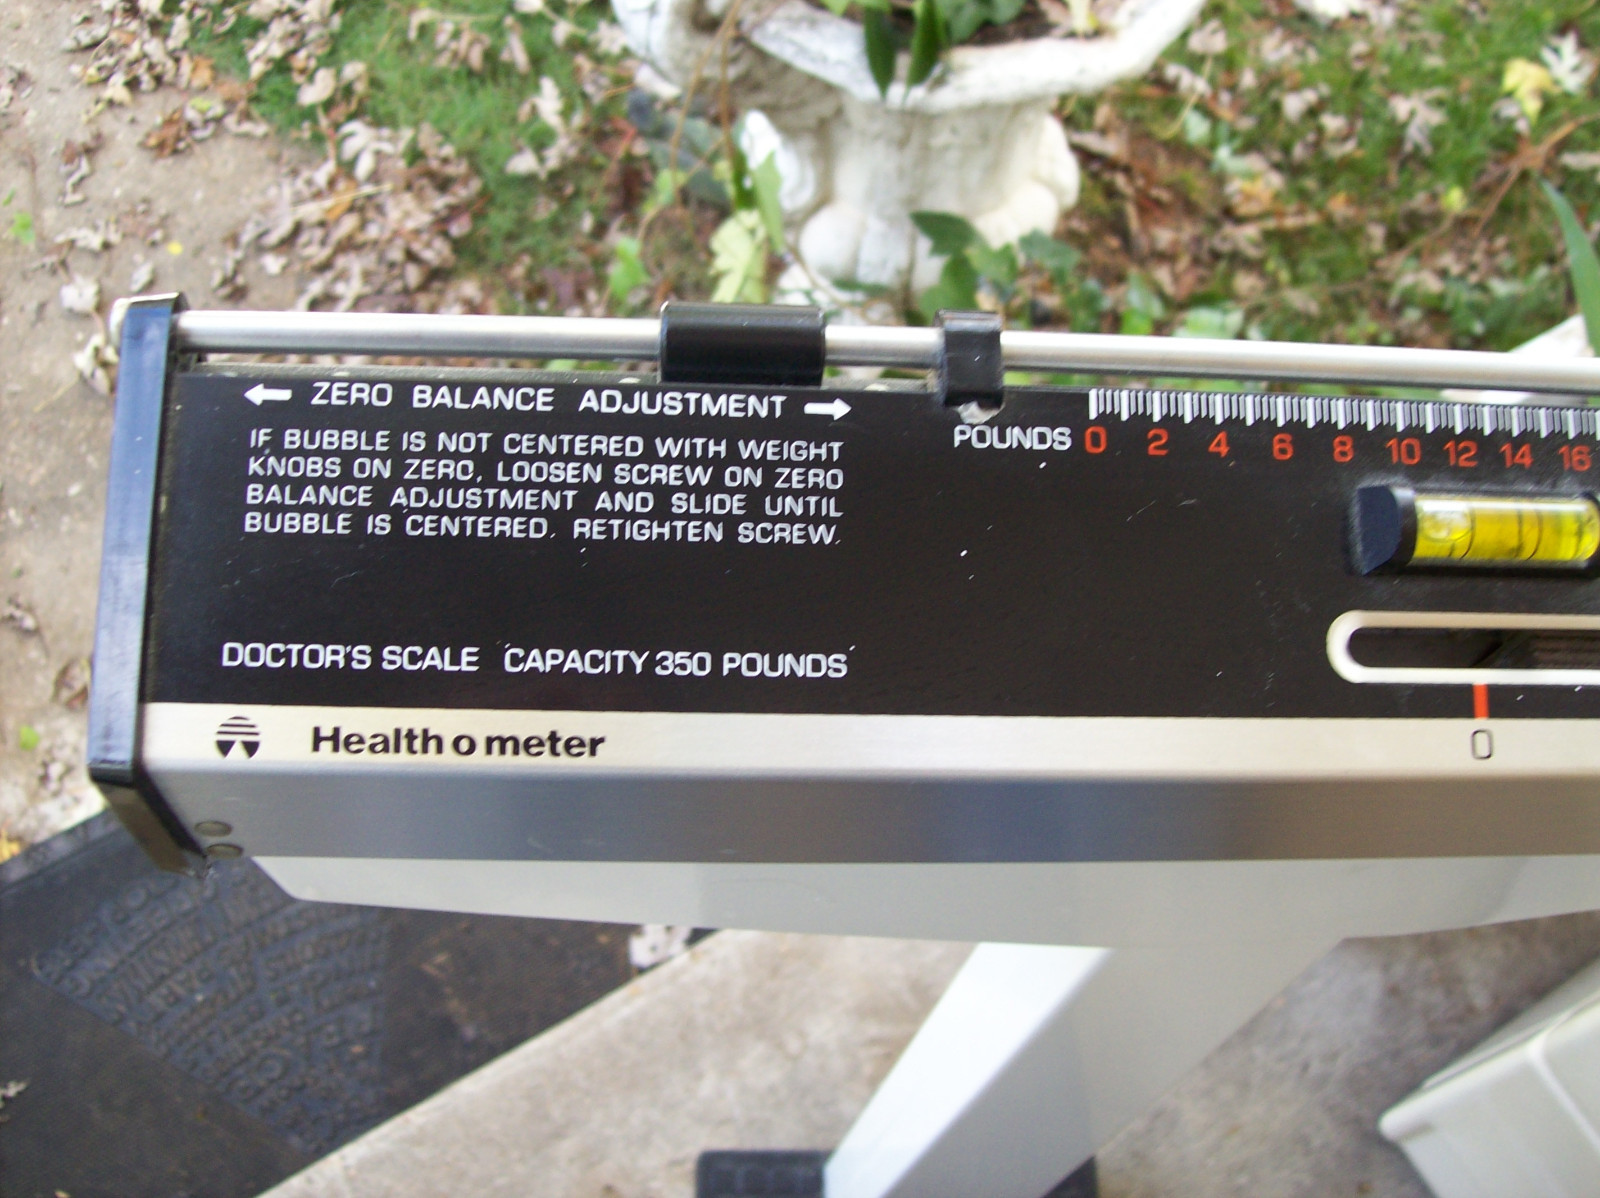 ZERO BALANCE ADJUSTMENT
IF BUBBLE IS NOT CENTERED WITH WEIGHT
KNOBS ON ZERO, LOOSEN SCREW ON ZERO
BALANCE ADJUSTMENT AND SLIDE UNTIL
BUBBLE IS CENTERED. RETIGHTEN SCREW.
POUNDS 0 2 4 6 8 10 12 14 16
DOCTOR'S SCALE CAPACITY 350 POUNDS
Health o meter
0